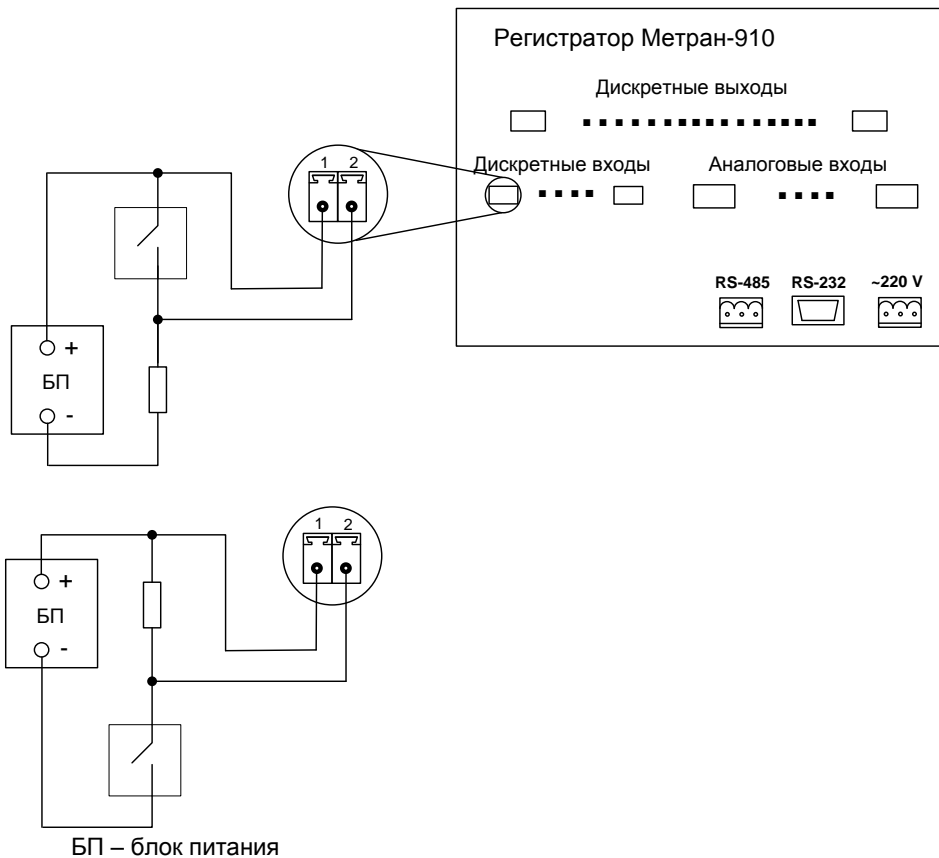 Регистратор Метран-910
Дискретные выходы
Дискретные входы
Аналоговые входы
1 2
RS-485
RS-232
~220 V
+
БП
-
1 2
+
БП
-
БП – блок питания